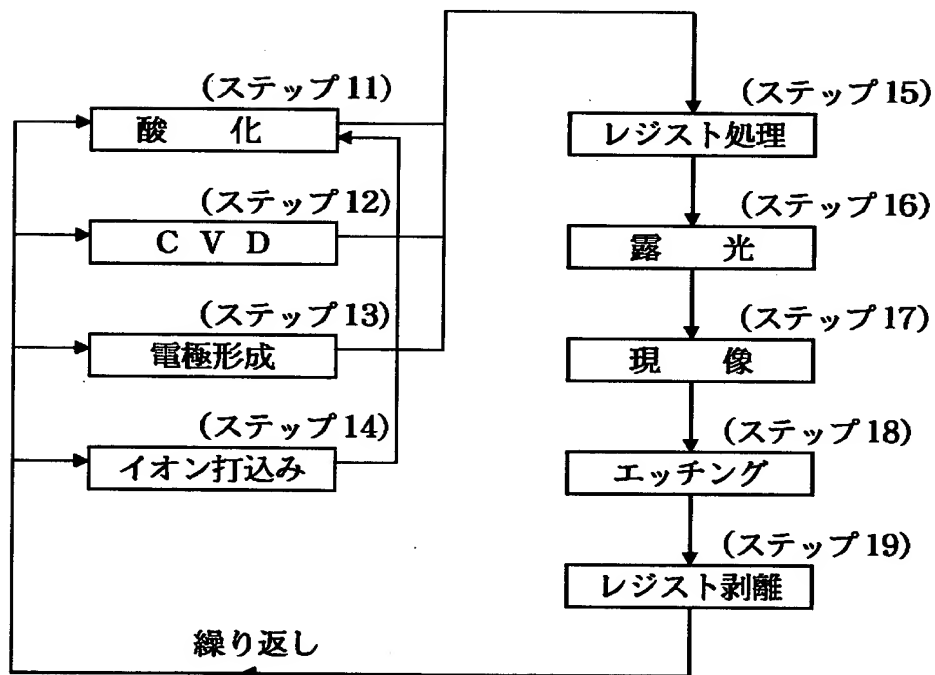 (ステップ11)
酸 化
(ステップ12)
C V D
(ステップ13)
電極形成
(ステップ14)
イオン打込み
(ステップ15)
レジスト処理
(ステップ16)
露 光
(ステップ17)
現 像
(ステップ18)
エッチング
(ステップ19)
レジスト剥離
繰り返し